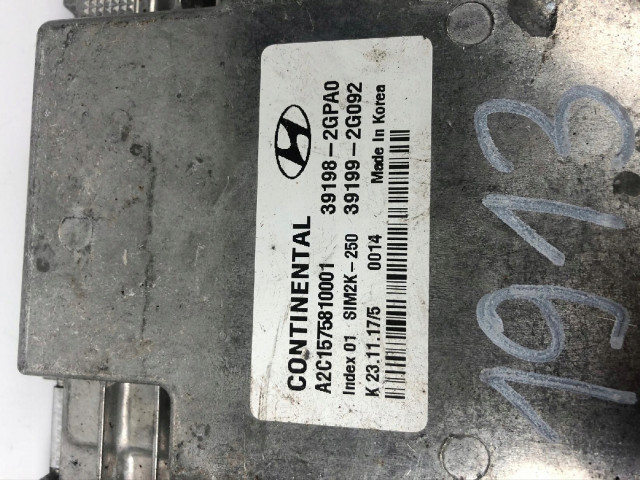 CONTINENTAL
A2C1575810001 39198-2GPA0
Index 01 SIM2K-250 39199-2G092
K 23.11.17/5 0014 Made In Korea
1913